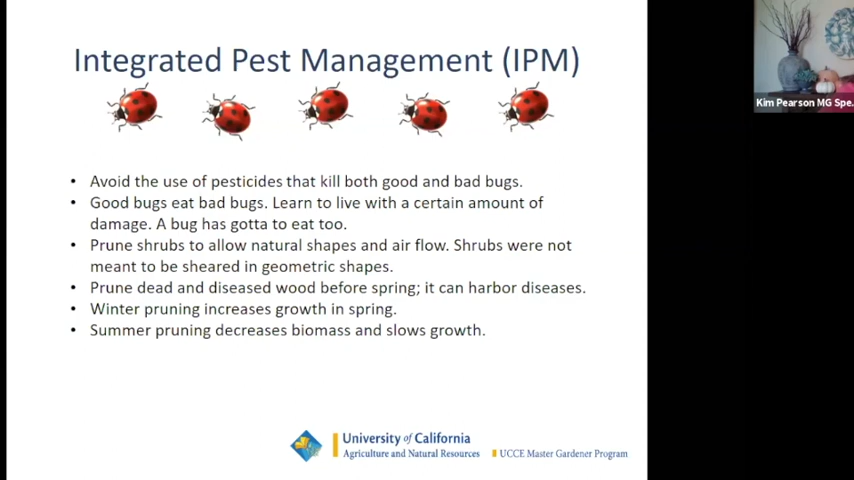 Integrated Pest Management (IPM)
Kim Pearson MG Spe...
• Avoid the use of pesticides that kill both good and bad bugs.
• Good bugs eat bad bugs. Learn to live with a certain amount of
damage. A bug has gotta to eat too.
• Prune shrubs to allow natural shapes and air flow. Shrubs were not
meant to be sheared in geometric shapes.
• Prune dead and diseased wood before spring; it can harbor diseases.
• Winter pruning increases growth in spring.
• Summer pruning decreases biomass and slows growth.
University of California
Agriculture and Natural Resources
UCCE Master Gardener Program